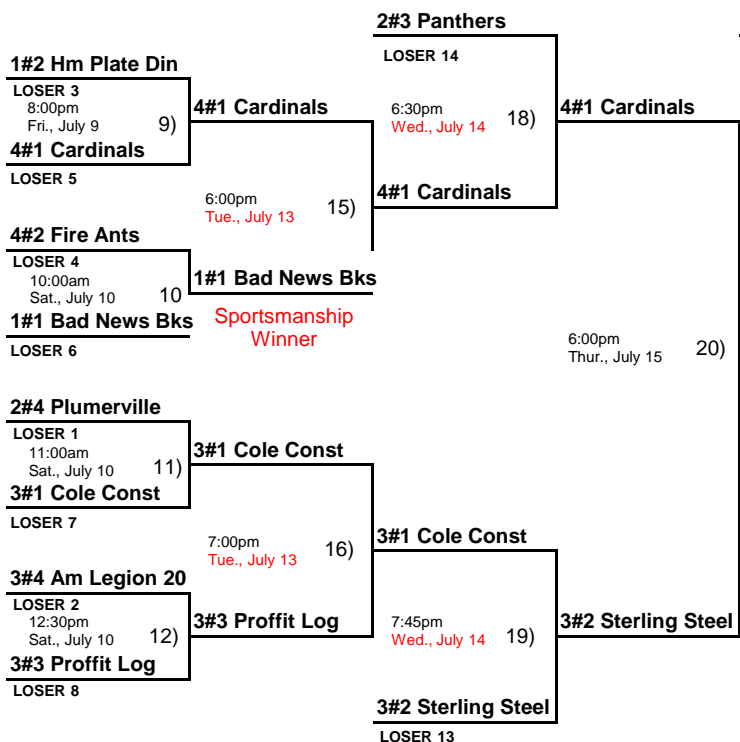 2#3 Panthers
LOSER 14
1#2 Hm Plate Din
LOSER 3
8:00pm
Fri., July 9
9)
4#1 Cardinals
LOSER 5
4#1 Cardinals
6:30pm
Wed., July 14
18)
4#1 Cardinals
6:00pm
Tue., July 13
15)
4#1 Cardinals
4#2 Fire Ants
LOSER 4
10:00am
Sat., July 10
10
1#1 Bad News Bks
LOSER 6
1#1 Bad News Bks
Sportsmanship
Winner
6:00pm
Thur., July 15
20)
2#4 Plumerville
LOSER 1
11:00am
Sat., July 10
11)
3#1 Cole Const
LOSER 7
3#1 Cole Const
7:00pm
Tue., July 13
16)
3#1 Cole Const
3#4 Am Legion 20
LOSER 2
12:30pm
Sat., July 10
12)
3#3 Proffit Log
LOSER 8
3#3 Proffit Log
7:45pm
Wed., July 14
19)
3#2 Sterling Steel
3#2 Sterling Steel
LOSER 13